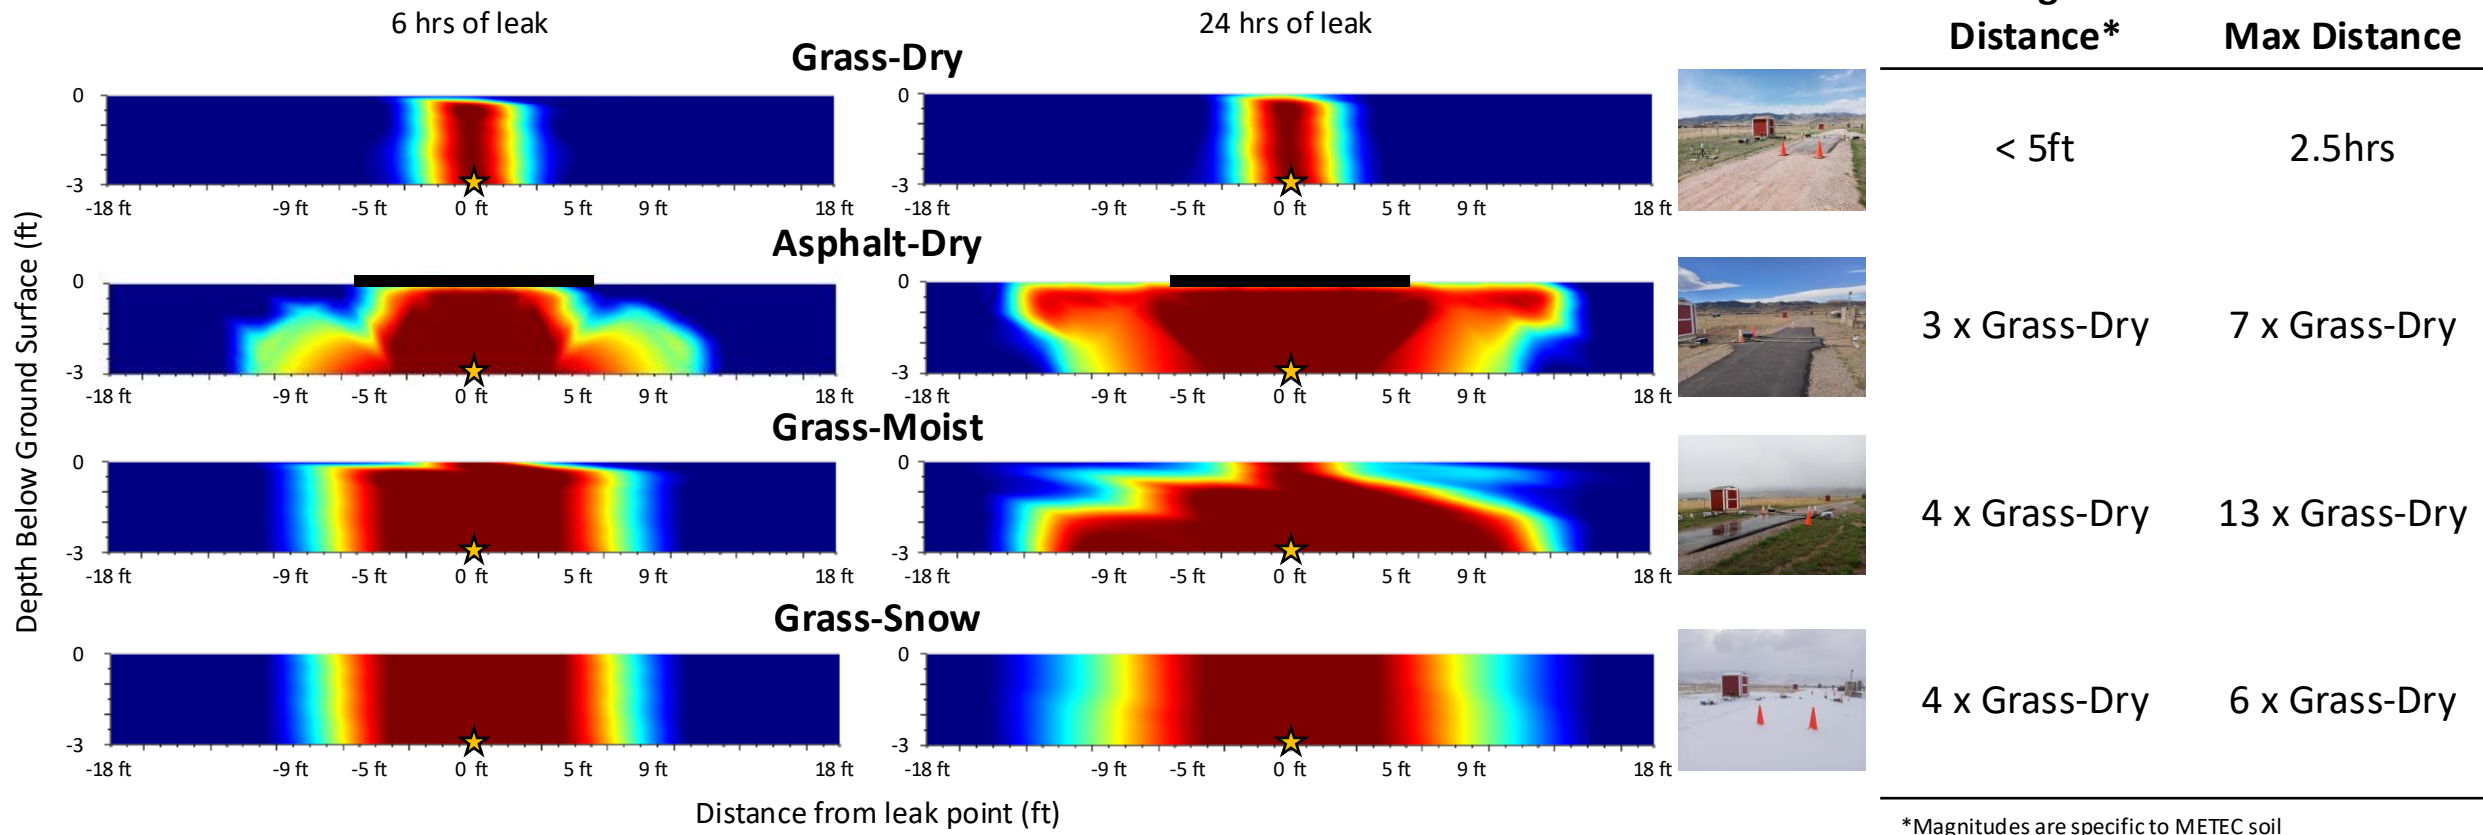 6 hrs of leak
24 hrs of leak
Distance*
Max Distance
Grass-Dry
0
-3
-18 ft -9 ft -5 ft 0 ft 5 ft 9 ft 18 ft
0
-3
-18 ft -9 ft -5 ft 0 ft 5 ft 9 ft 18 ft
< 5ft
2.5hrs
Asphalt-Dry
0
-3
-18 ft -9 ft -5 ft 0 ft 5 ft 9 ft 18 ft
0
-3
-18 ft -9 ft -5 ft 0 ft 5 ft 9 ft 18 ft
3 x Grass-Dry
7 x Grass-Dry
Grass-Moist
0
-3
-18 ft -9 ft -5 ft 0 ft 5 ft 9 ft 18 ft
0
-3
-18 ft -9 ft -5 ft 0 ft 5 ft 9 ft 18 ft
4 x Grass-Dry
13 x Grass-Dry
Grass-Snow
0
-3
-18 ft -9 ft -5 ft 0 ft 5 ft 9 ft 18 ft
0
-3
-18 ft -9 ft -5 ft 0 ft 5 ft 9 ft 18 ft
4 x Grass-Dry
6 x Grass-Dry
Depth Below Ground Surface (ft)
Distance from leak point (ft)
*Magnitudes are specific to METEC soil